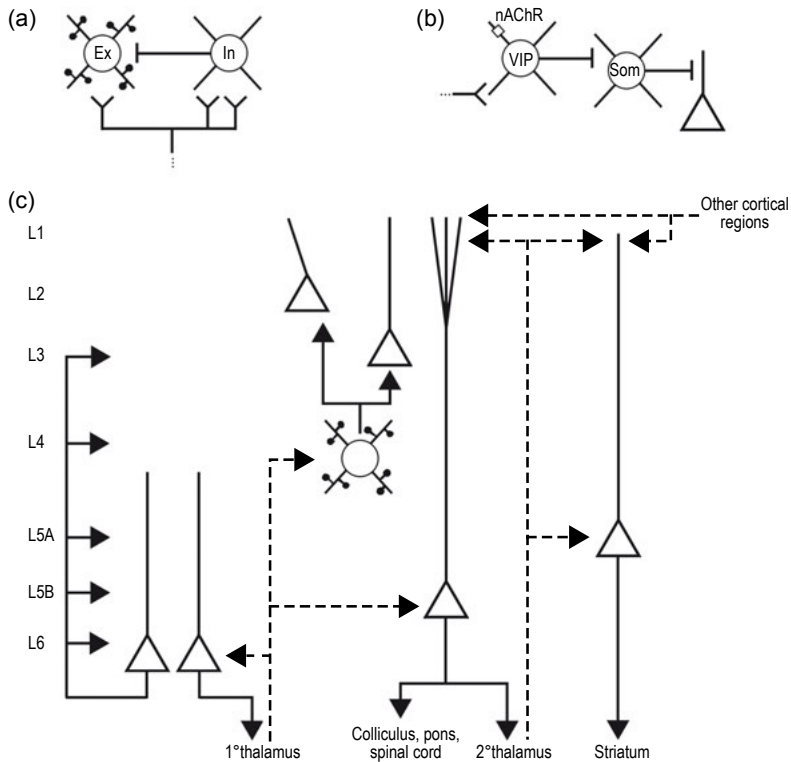 (a)
Ex
In
(b)
nAChR
VIP
Som
(c)
Other cortical
regions
L1
L2
L3
L4
L5A
L5B
L6
1°thalamus
Colliculus, pons,
spinal cord
2°thalamus
Striatum